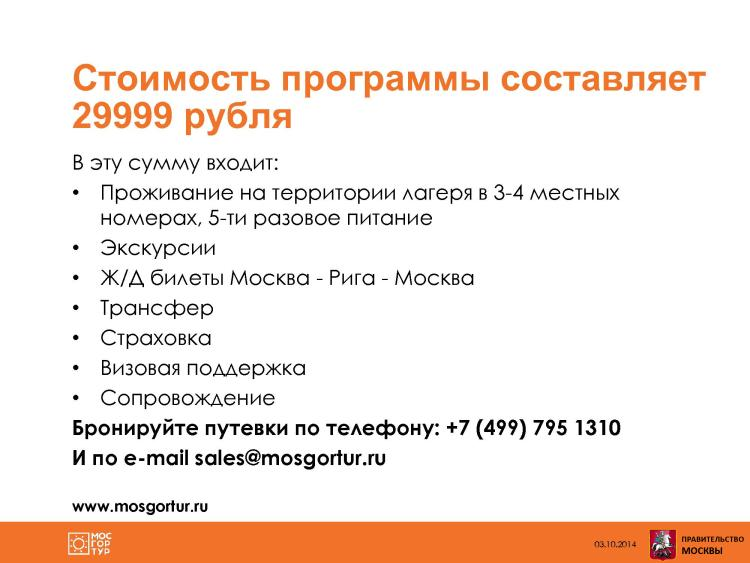 Стоимость программы составляет
29999 рубля
В эту сумму входит:
• Проживание на территории лагеря в 3-4 местных
номерах, 5-ти разовое питание
• Экскурсии
• Ж/Д билеты Москва - Рига - Москва
• Трансфер
• Страховка
• Визовая поддержка
• Сопровождение
Бронируйте путевки по телефону: +7 (499) 795 1310
И по e-mail sales@mosgortur.ru
www.mosgortur.ru
МОС
ГОР
ТУР
03.10.2014
ПРАВИТЕЛЬСТВО
МОСКВЫ